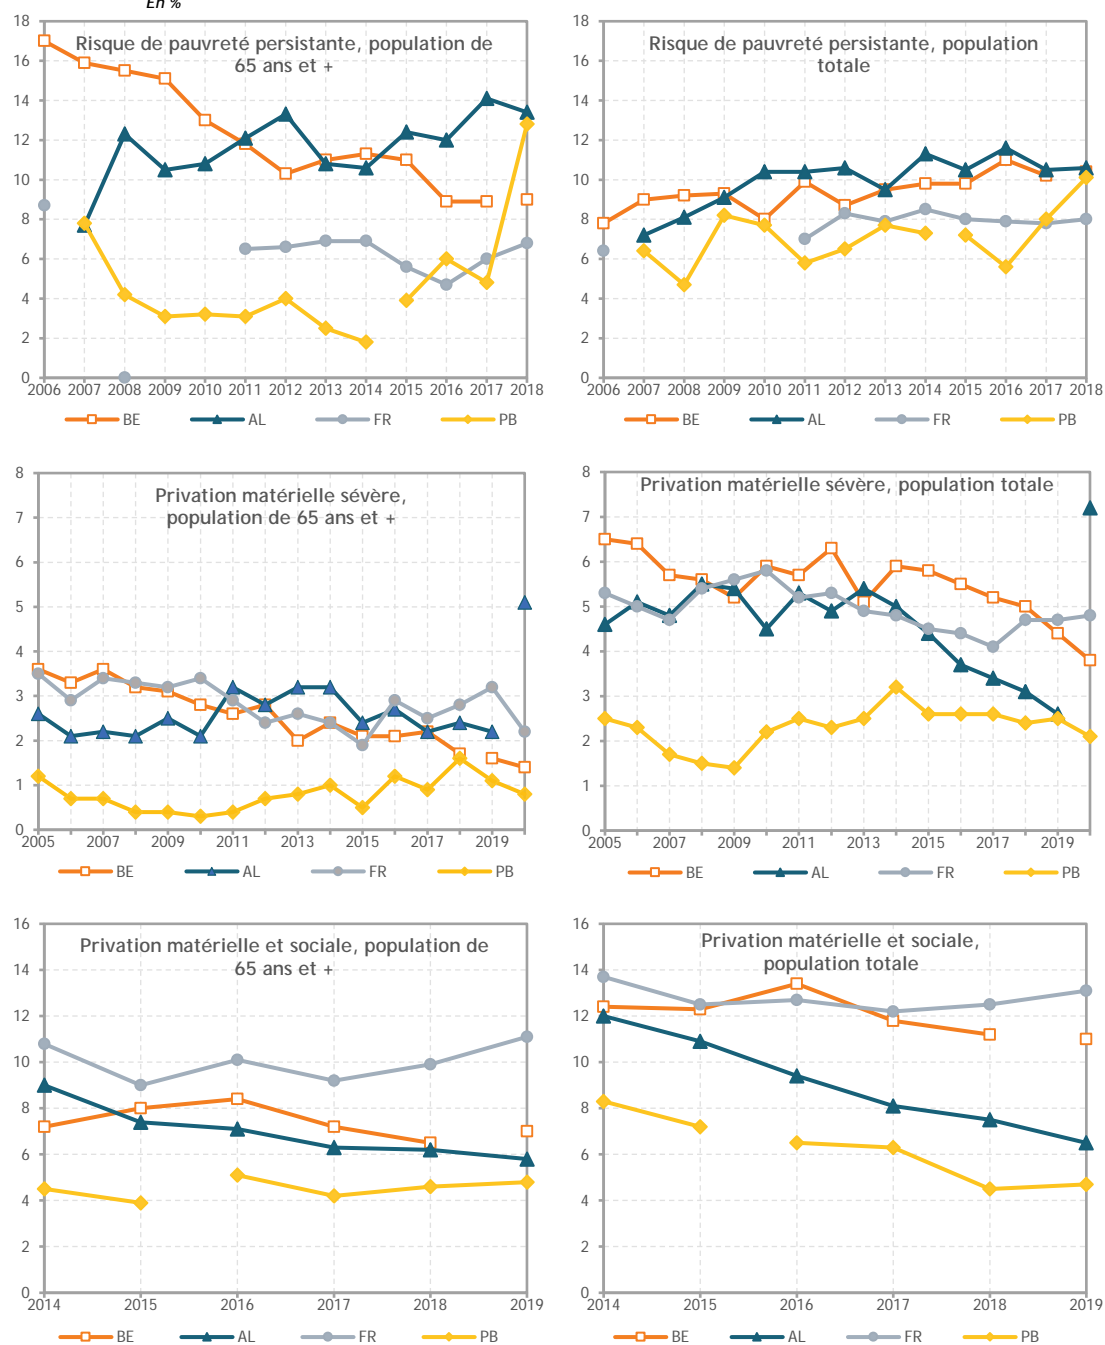 En %
Risque de pauvreté persistante, population de
65 ans et +
18
16
14
12
10
8
6
4
2
0
2006 2007 2008 2009 2010 2011 2012 2013 2014 2015 2016 2017 2018
BE AL FR PB
Risque de pauvreté persistante, population
totale
18
16
14
12
10
8
6
4
2
0
2006 2007 2008 2009 2010 2011 2012 2013 2014 2015 2016 2017 2018
BE AL FR PB
Privation matérielle sévère,
population de 65 ans et +
8
7
6
5
4
3
2
1
0
2005 2007 2009 2011 2013 2015 2017 2019
BE AL FR PB
Privation matérielle sévère, population totale
8
7
6
5
4
3
2
1
0
2005 2007 2009 2011 2013 2015 2017 2019
BE AL FR PB
Privation matérielle et sociale, population de
65 ans et +
16
14
12
10
8
6
4
2
0
2014 2015 2016 2017 2018 2019
BE AL FR PB
Privation matérielle et sociale,
population totale
16
14
12
10
8
6
4
2
0
2014 2015 2016 2017 2018 2019
BE AL FR PB